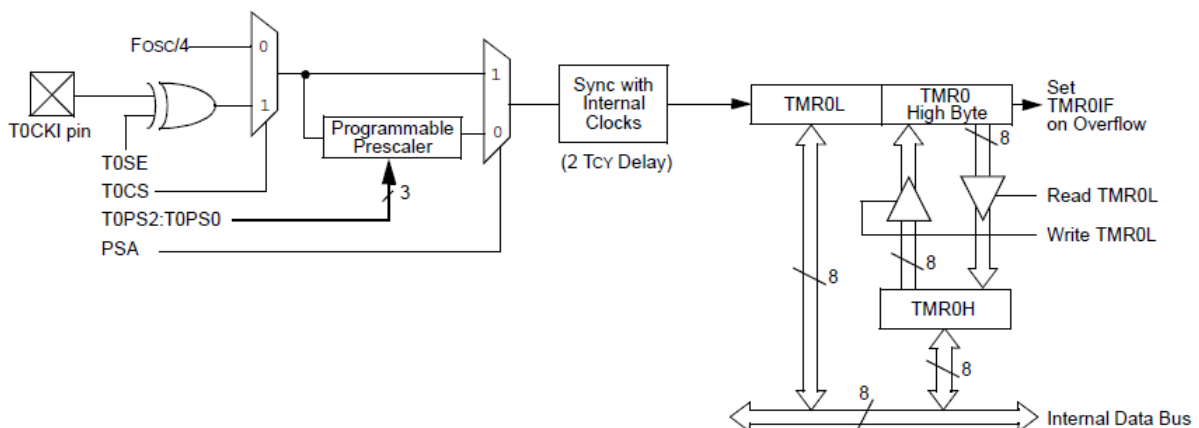 FOSC/4
0
1
T0CKI pin
T0SE
T0CS
T0PS2:T0PS0
PSA
Programmable
Prescaler
3
1
0
Sync with
Internal
Clocks
(2 TCY Delay)
TMR0L
TMR0
High Byte
Set
TMR0IF
on Overflow
8
Read TMR0L
Write TMR0L
8
8
TMR0H
8
8
Internal Data Bus